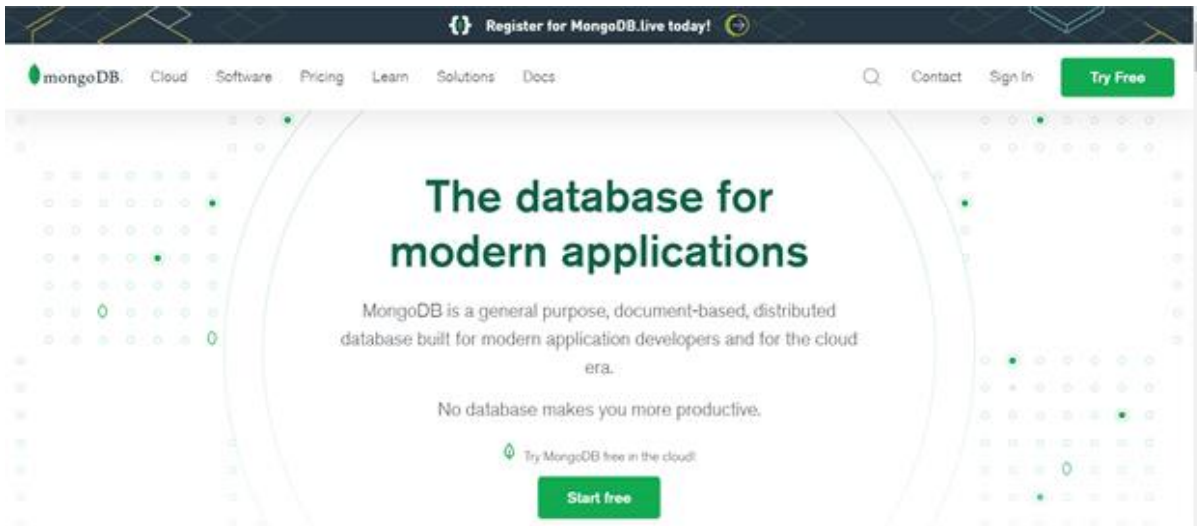 Register for MongoDB.live today!
mongoDB. Cloud Software Pricing Learn Solutions Docs Contact Sign In Try Free
The database for
modern applications
MongoDB is a general purpose, document-based, distributed
database built for modern application developers and for the cloud
era.
No database makes you more productive.
Try MongoDB free in the cloud!
Start free